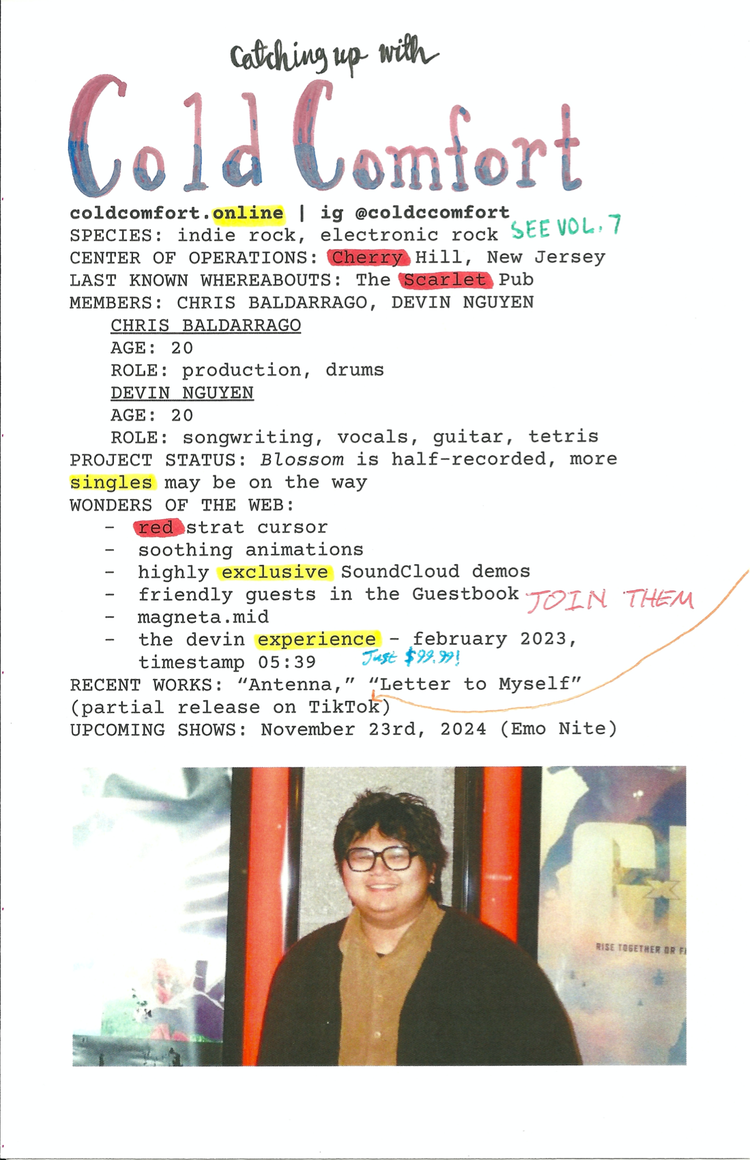 Catching up with
Cold Comfort
coldcomfort.online | ig @coldccomfort
SPECIES: indie rock, electronic rock SEE VOL. 7
CENTER OF OPERATIONS: Cherry Hill, New Jersey
LAST KNOWN WHEREABOUTS: The Scarlet Pub
MEMBERS: CHRIS BALDARRAGO, DEVIN NGUYEN
CHRIS BALDARRAGO
AGE: 20
ROLE: production, drums
DEVIN NGUYEN
AGE: 20
ROLE: songwriting, vocals, guitar, tetris
PROJECT STATUS: Blossom is half-recorded, more
singles may be on the way
WONDERS OF THE WEB:
- red strat cursor
- soothing animations
- highly exclusive SoundCloud demos
- friendly guests in the Guestbook JOIN THEM
- magneta.mid
- the devin experience - february 2023,
timestamp 05:39 Just $99.99!
RECENT WORKS: "Antenna," "Letter to Myself"
(partial release on TikTok)
UPCOMING SHOWS: November 23rd, 2024 (Emo Nite)
RISE TOGETHER OR